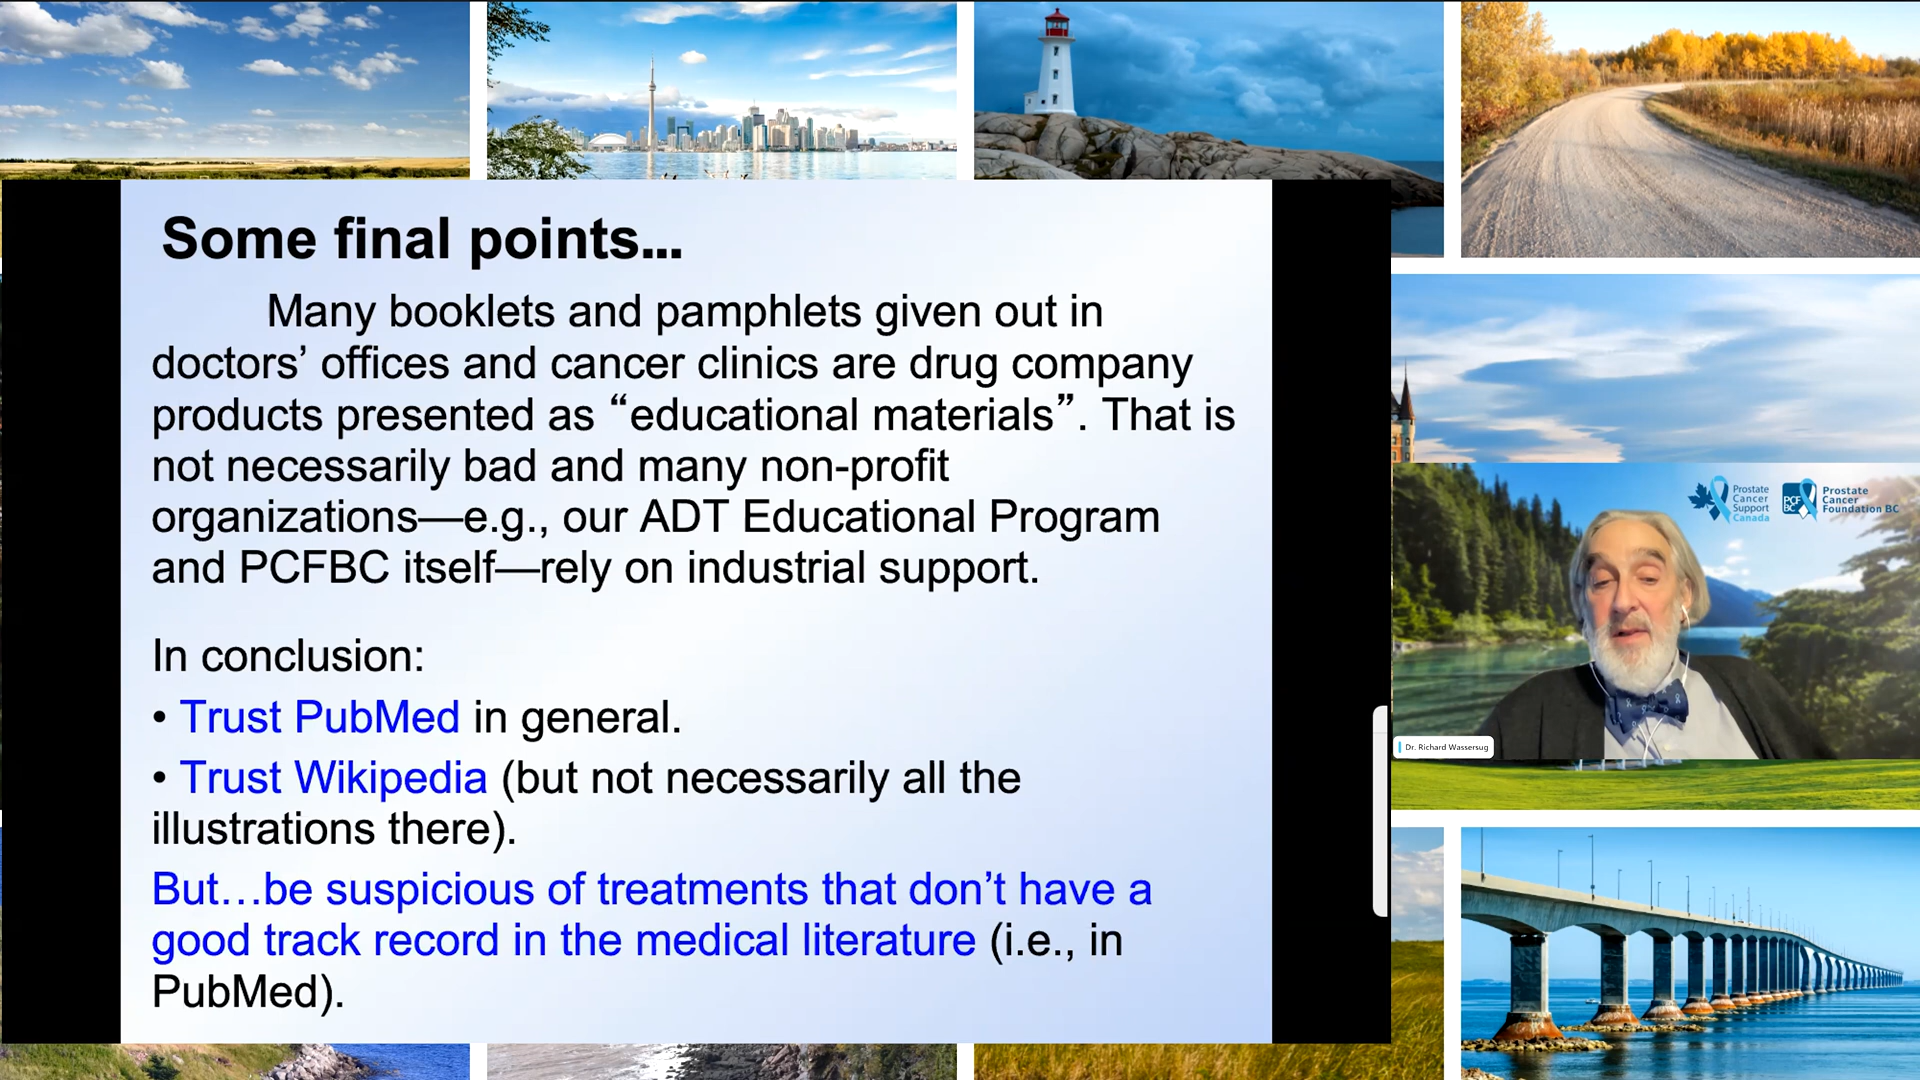 Some final points...
Many booklets and pamphlets given out in
doctors’ offices and cancer clinics are drug company
products presented as “educational materials”. That is
not necessarily bad and many non-profit
organizations—e.g., our ADT Educational Program
and PCFBC itself—rely on industrial support.
In conclusion:
• Trust PubMed in general.
• Trust Wikipedia (but not necessarily all the
illustrations there).
But…be suspicious of treatments that don’t have a
good track record in the medical literature (i.e., in
PubMed).
Prostate
Cancer
Support
Canada
PCF
BC
Prostate
Cancer
Foundation BC
Dr. Richard Wassersug